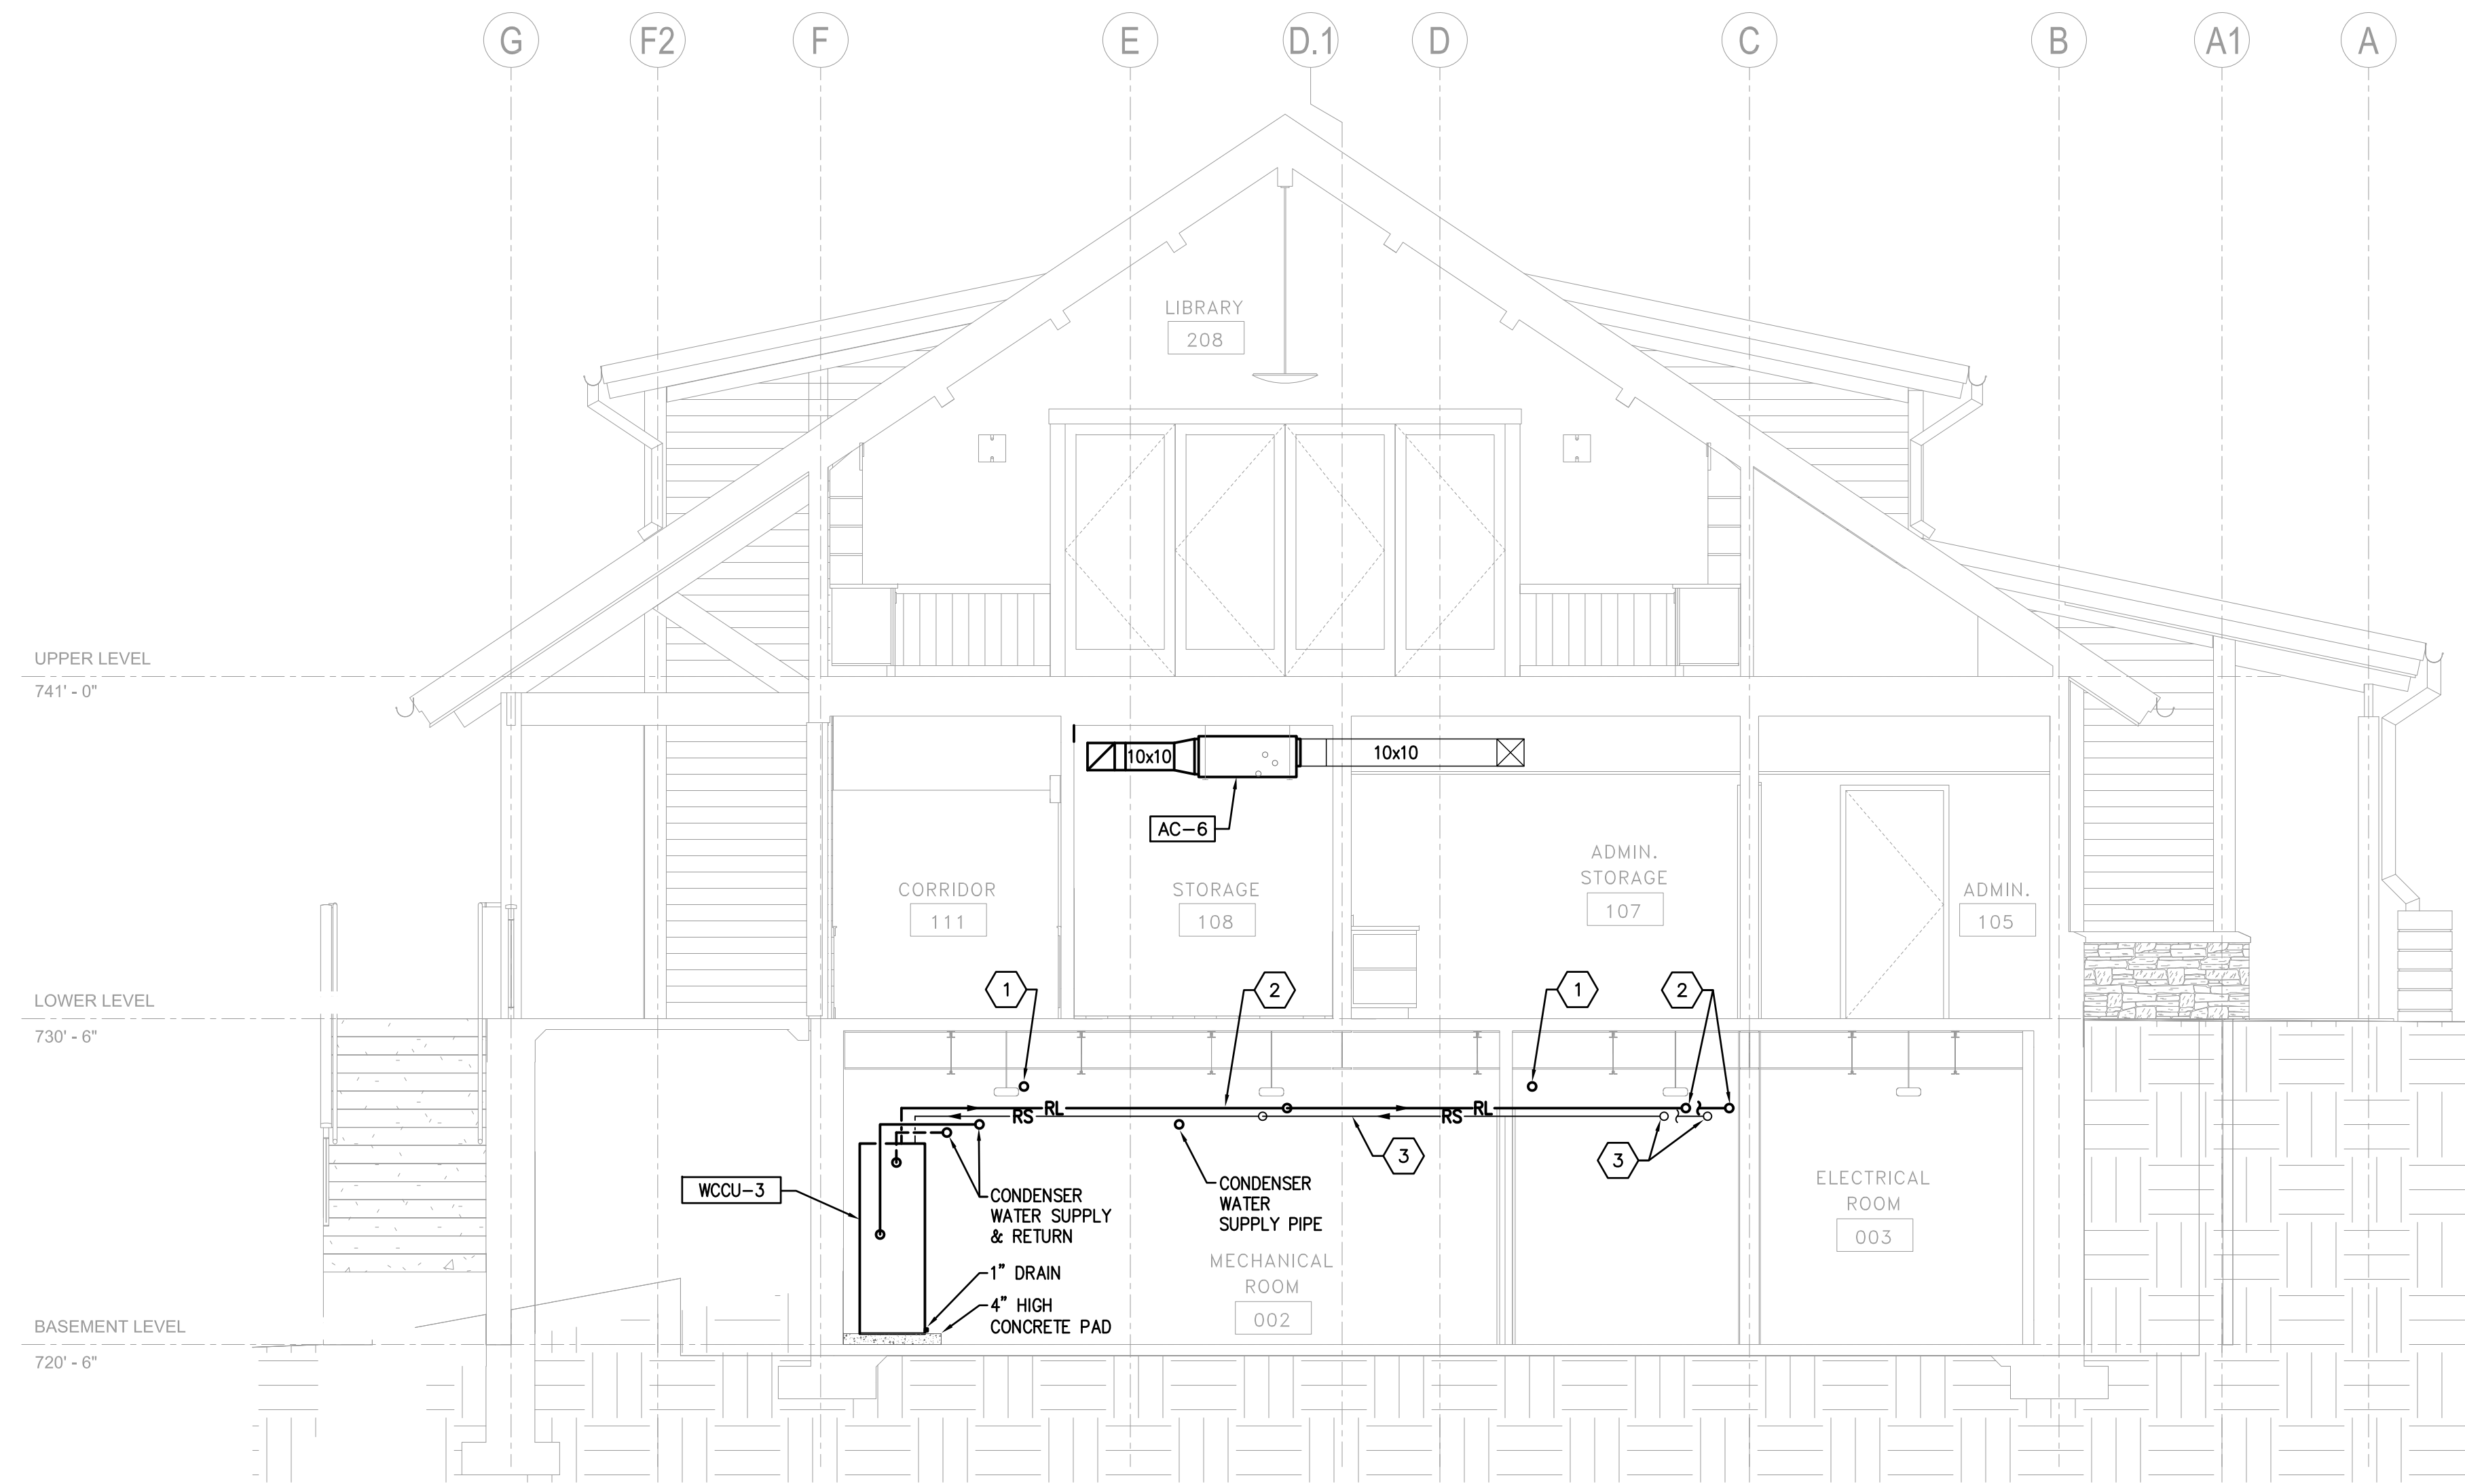 G
F2
F
E
D.1
D
C
B
A1
A
LIBRARY
208
UPPER LEVEL
741' - 0"
10x10
10x10
AC-6
CORRIDOR
111
STORAGE
108
ADMIN.
STORAGE
107
ADMIN.
105
1
2
1
2
LOWER LEVEL
730' - 6"
RL
RS
RL
RS
3
3
WCCU-3
CONDENSER
WATER SUPPLY
& RETURN
CONDENSER
WATER
SUPPLY PIPE
ELECTRICAL
ROOM
003
1" DRAIN
4" HIGH
CONCRETE PAD
MECHANICAL
ROOM
002
BASEMENT LEVEL
720' - 6"